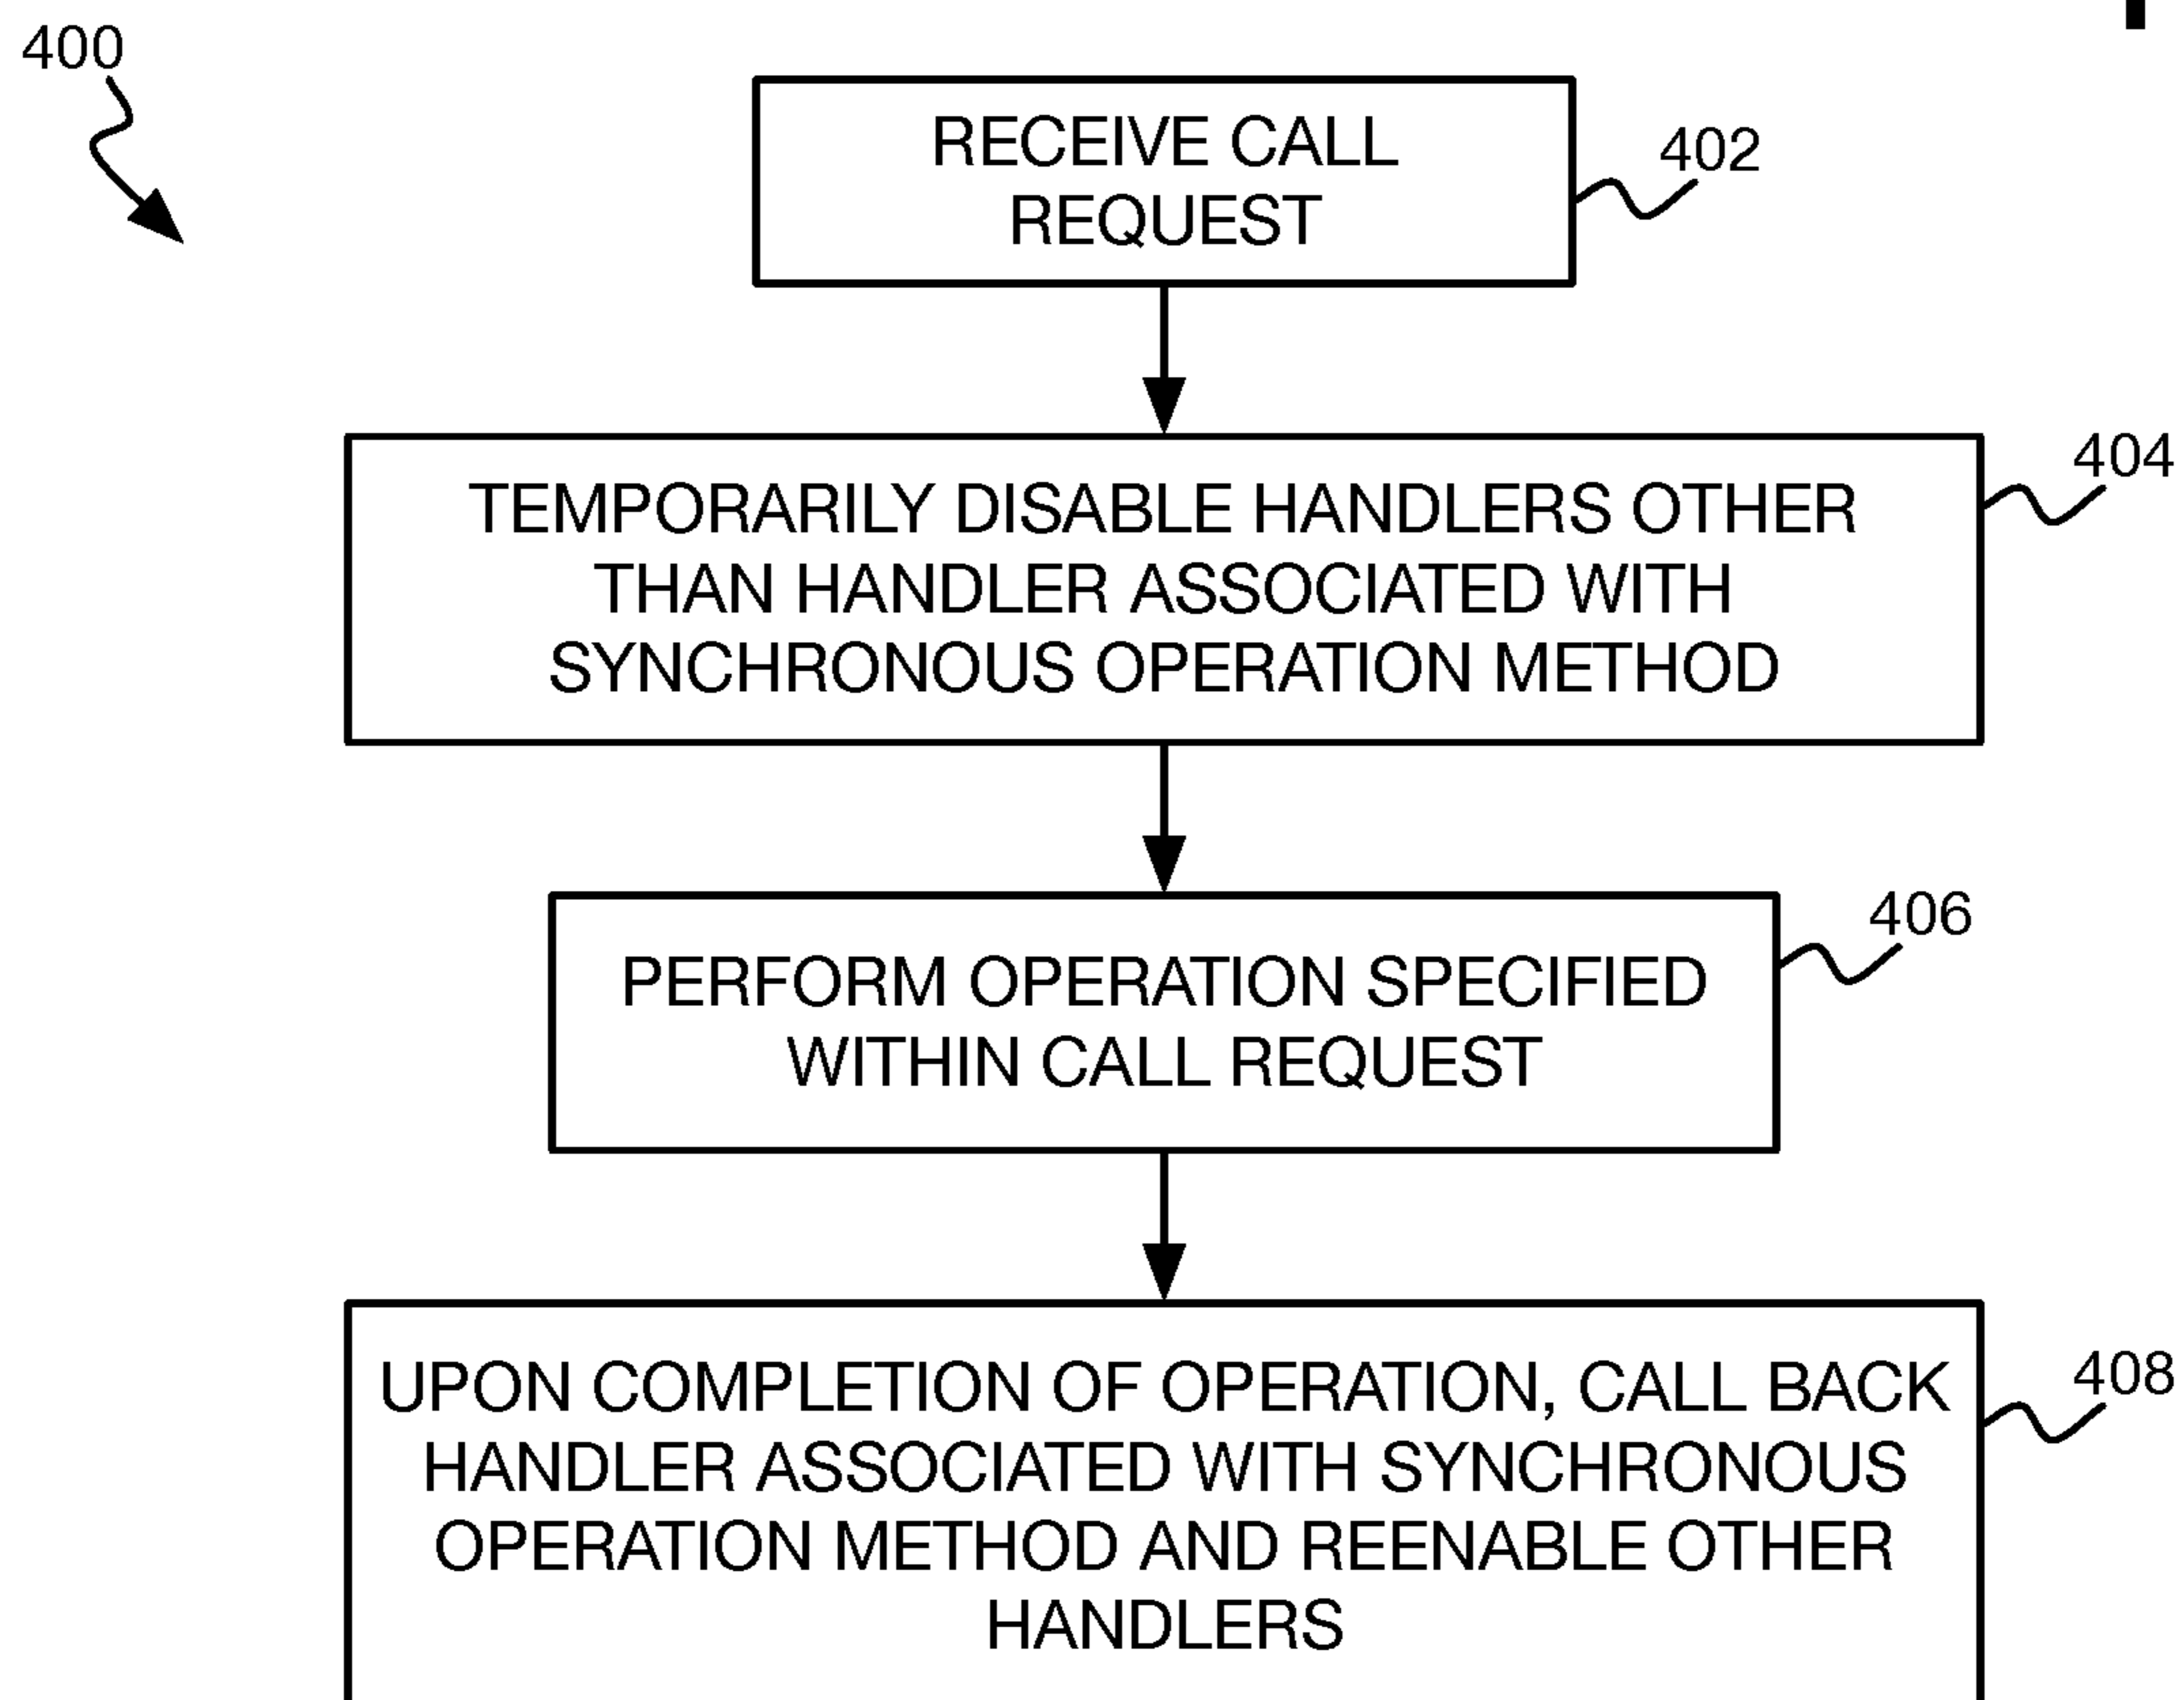 400
RECEIVE CALL
REQUEST
402
TEMPORARILY DISABLE HANDLERS OTHER
THAN HANDLER ASSOCIATED WITH
SYNCHRONOUS OPERATION METHOD
404
PERFORM OPERATION SPECIFIED
WITHIN CALL REQUEST
406
UPON COMPLETION OF OPERATION, CALL BACK
HANDLER ASSOCIATED WITH SYNCHRONOUS
OPERATION METHOD AND REENABLE OTHER
HANDLERS
408